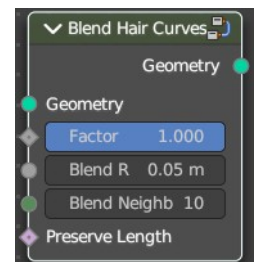 Blend Hair Curves
Geometry
Geometry
Factor 1.000
Blend R 0.05 m
Blend Neighb 10
Preserve Length